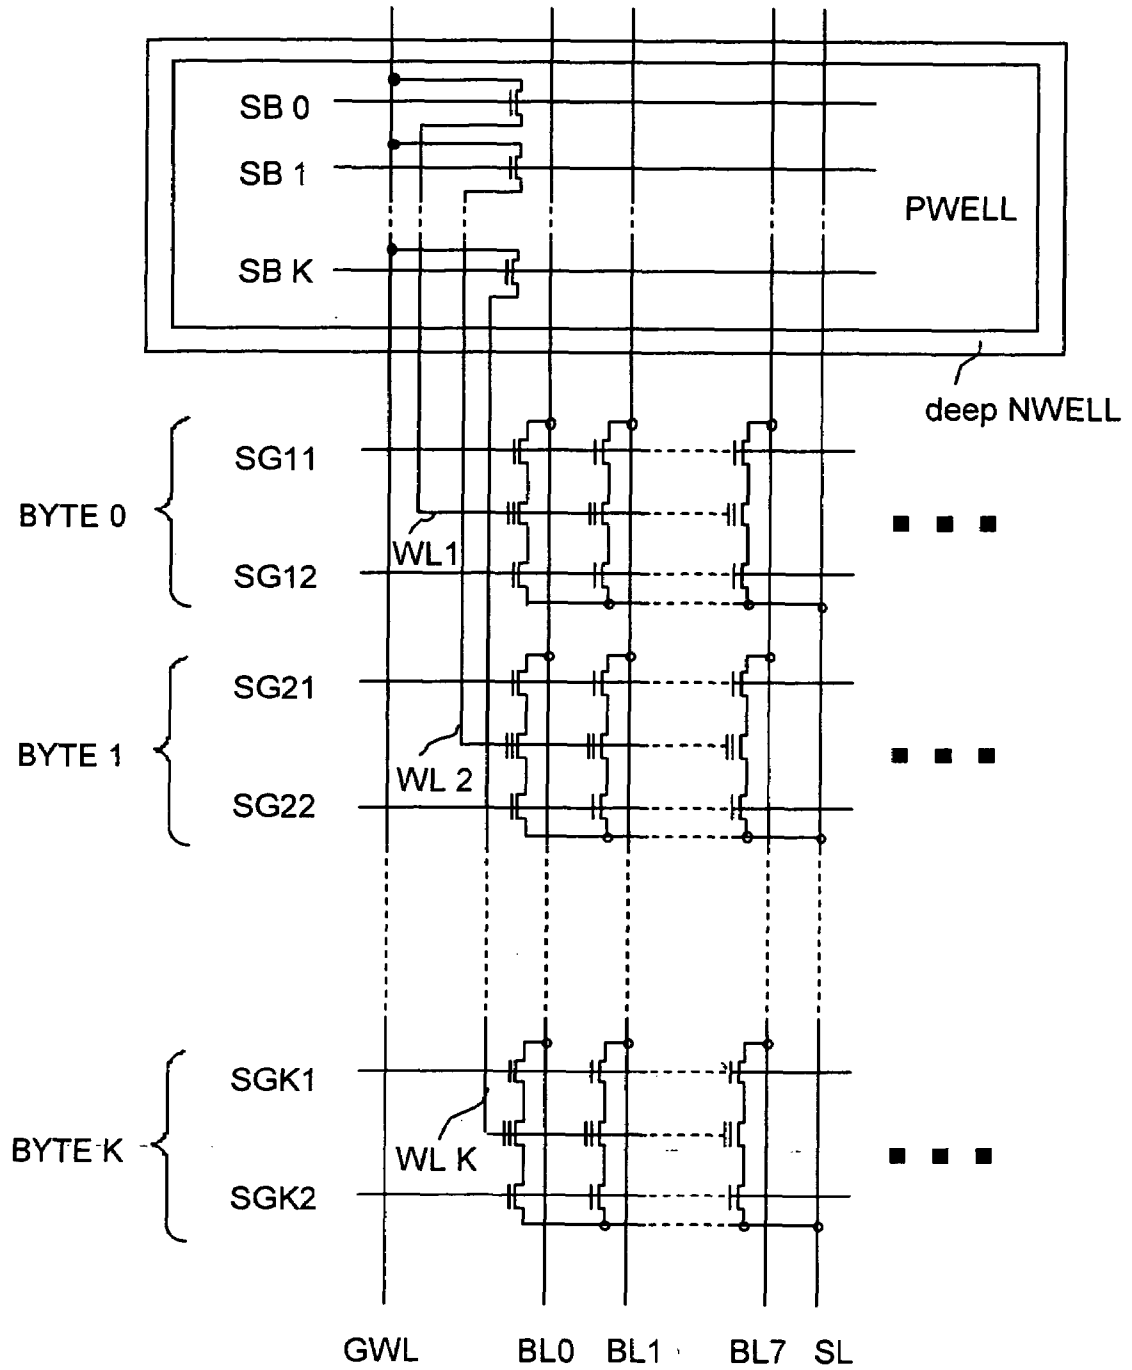 SB 0
SB 1
PWELL
SB K
deep NWELL
SG11
BYTE 0
WL1
SG12
SG21
BYTE 1
WL 2
SG22
SGK1
BYTE K
WL K
SGK2
GWL BL0 BL1 BL7 SL